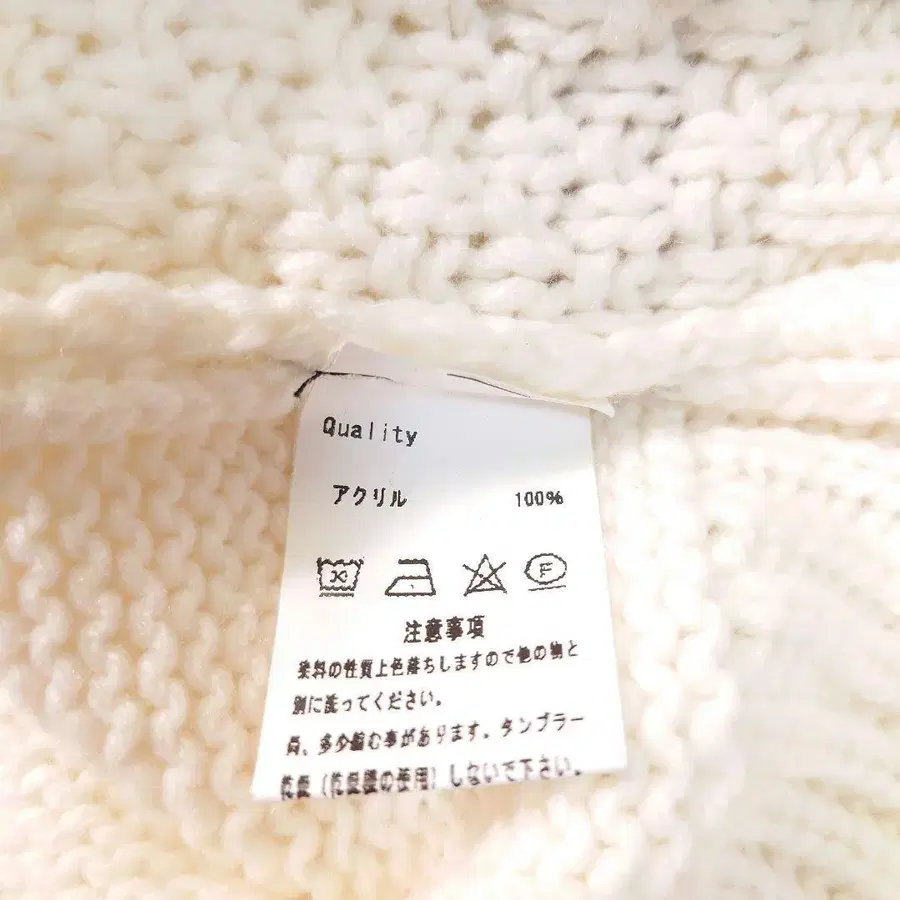 Quality
アクリル 100%
F
注意事項
染料の性質上色落ちしますので他の物と
別に洗ってください。
尚、多少縮む事があります。タンブラー
乾燥（乾燥機の使用）しないで下さい。